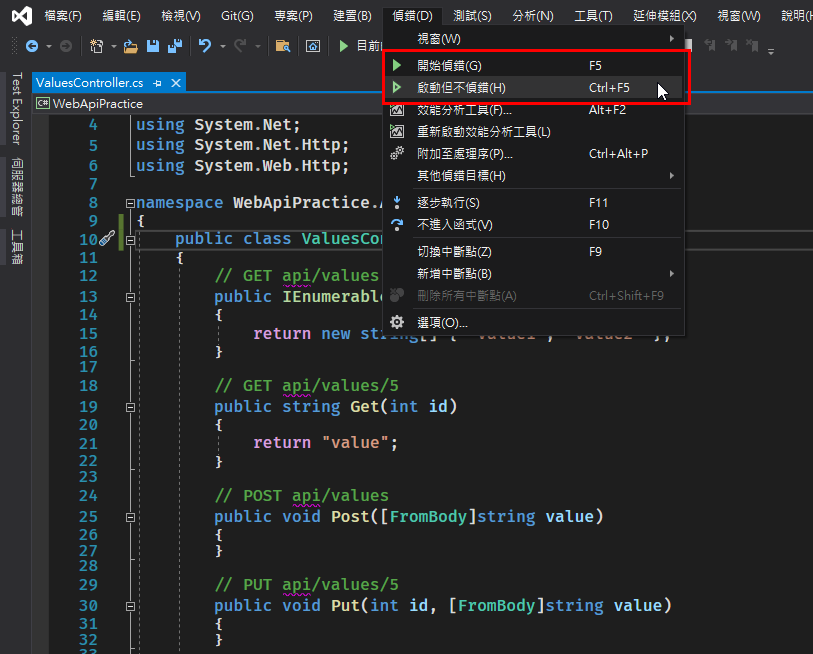 檔案(F) 編輯(E) 檢視(V) Git(G) 專案(P) 建置(B) 偵錯(D) 測試(S) 分析(N) 工具(T) 延伸模組(X) 視窗(W) 說明(H
目前
視窗(W)
開始偵錯(G) F5
啟動但不偵錯(H) Ctrl+F5
效能分析工具(F)... Alt+F2
重新啟動效能分析工具(L)
附加至處理序(P)... Ctrl+Alt+P
其他偵錯目標(H)
逐步執行(S) F11
不進入函式(V) F10
切換中斷點(Z) F9
新增中斷點(B)
刪除所有中斷點(A) Ctrl+Shift+F9
選項(O)...
Test Explorer
伺服器總管
工具箱
ValuesController.cs
C# WebApiPractice
4 using System.Net;
5 using System.Net.Http;
6 using System.Web.Http;
7
8 namespace WebApiPractice.
9 {
10 public class ValuesCo
11 {
12 // GET api/values
13 public IEnumerable
14 {
15 return new string[] { "value1", "value2" };
16 }
17
18 // GET api/values/5
19 public string Get(int id)
20 {
21 return "value";
22 }
23
24 // POST api/values
25 public void Post([FromBody]string value)
26 {
27 }
28
29 // PUT api/values/5
30 public void Put(int id, [FromBody]string value)
31 {
32 }
33